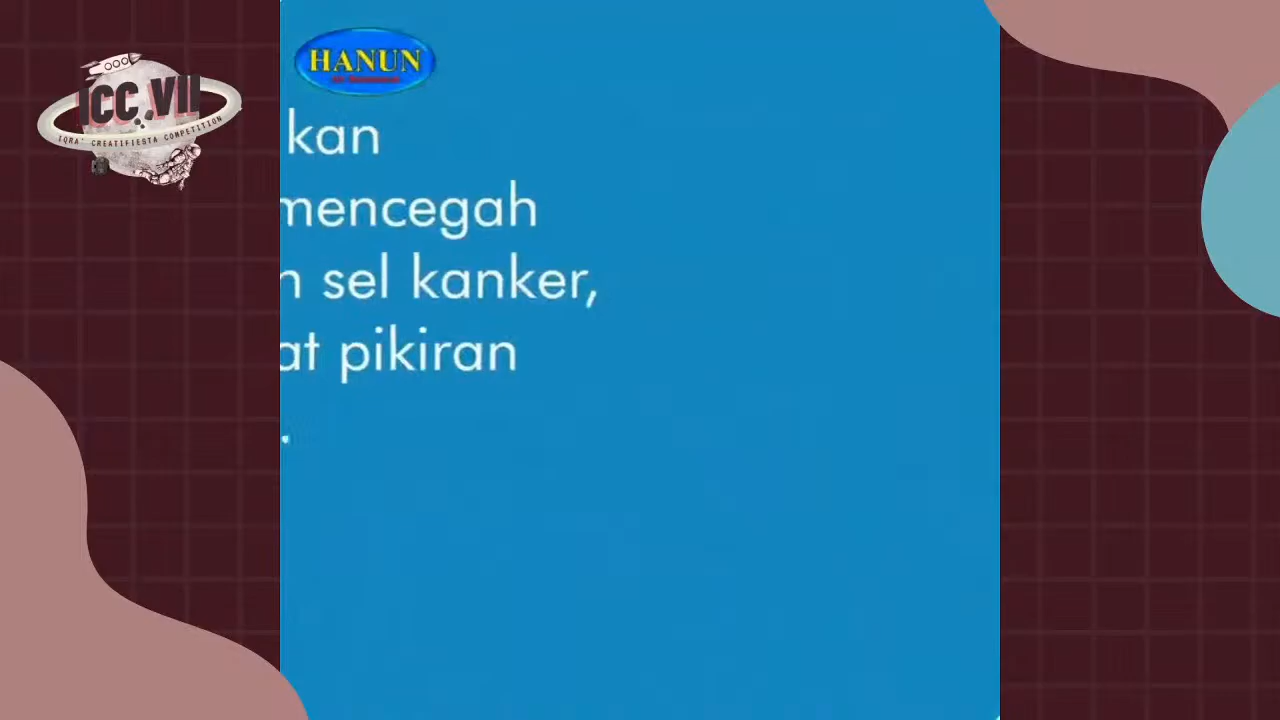 ICC VII
IQRA' CREATIFIESTA COMPETITION
HANUN
kan
mencegah
n sel kanker,
at pikiran
.